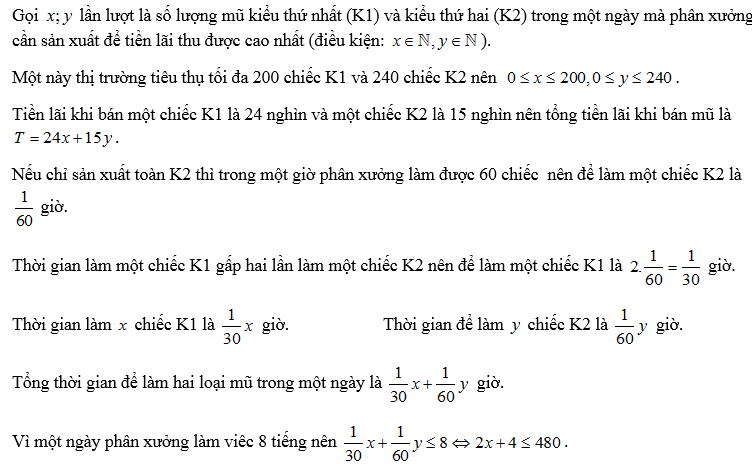 Gọi x; y lần lượt là số lượng mũ kiểu thứ nhất (K1) và kiểu thứ hai (K2) trong một ngày mà phân xưởng
cần sản xuất để tiền lãi thu được cao nhất (điều kiện: x ∈ ℕ, y ∈ ℕ ).
Một này thị trường tiêu thụ tối đa 200 chiếc K1 và 240 chiếc K2 nên 0 ≤ x ≤ 200, 0 ≤ y ≤ 240 .
Tiền lãi khi bán một chiếc K1 là 24 nghìn và một chiếc K2 là 15 nghìn nên tổng tiền lãi khi bán mũ là
T = 24x + 15y .
Nếu chỉ sản xuất toàn K2 thì trong một giờ phân xưởng làm được 60 chiếc nên để làm một chiếc K2 là
1/60 giờ.
Thời gian làm một chiếc K1 gấp hai lần làm một chiếc K2 nên để làm một chiếc K1 là 2. 1/60 = 1/30 giờ.
Thời gian làm x chiếc K1 là 1/30 x giờ. Thời gian để làm y chiếc K2 là 1/60 y giờ.
Tổng thời gian để làm hai loại mũ trong một ngày là 1/30 x + 1/60 y giờ.
Vì một ngày phân xưởng làm viêc 8 tiếng nên 1/30 x + 1/60 y ≤ 8 ⇔ 2x + 4 ≤ 480 .